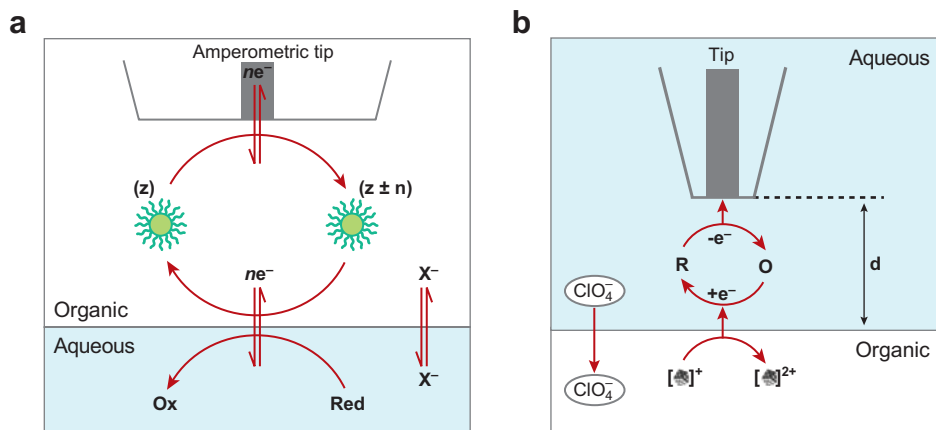 a
Amperometric tip
ne⁻
(z)
(z ± n)
ne⁻
X⁻
Organic
Aqueous
X⁻
Ox
Red
b
Tip
Aqueous
-e⁻
R
O
d
+e⁻
ClO₄⁻
Organic
ClO₄⁻
[ ]⁺
[ ]²⁺